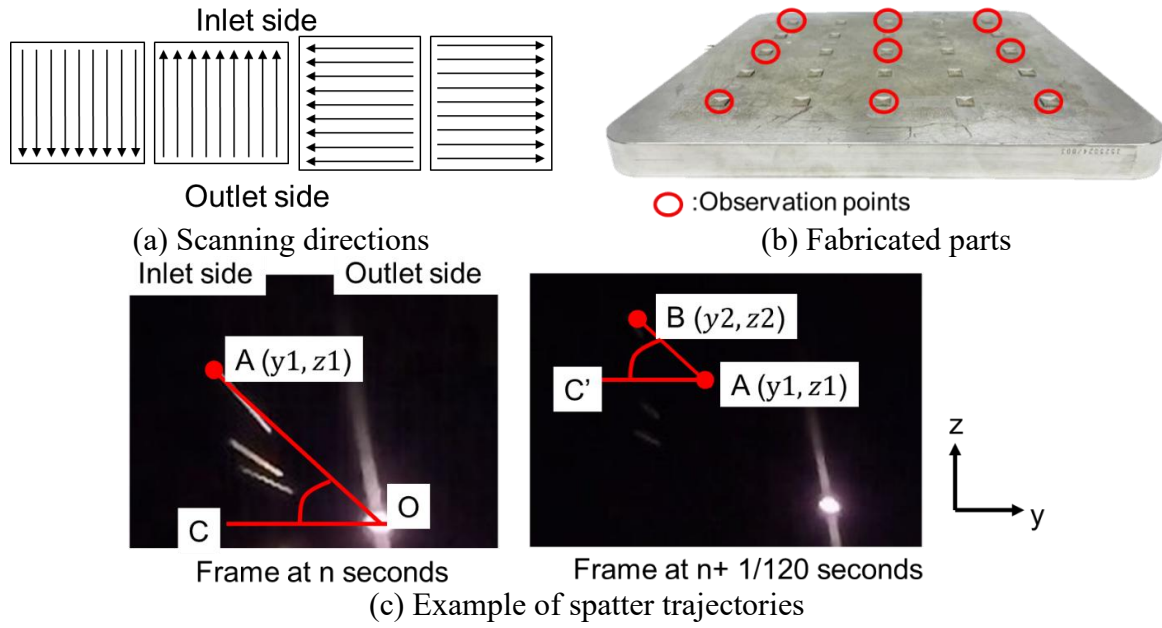 Inlet side
Outlet side
(a) Scanning directions
:Observation points
(b) Fabricated parts
Inlet side
Outlet side
A (y1, z1)
C
O
Frame at n seconds
B (y2, z2)
C’
A (y1, z1)
Frame at n+ 1/120 seconds
z
y
(c) Example of spatter trajectories